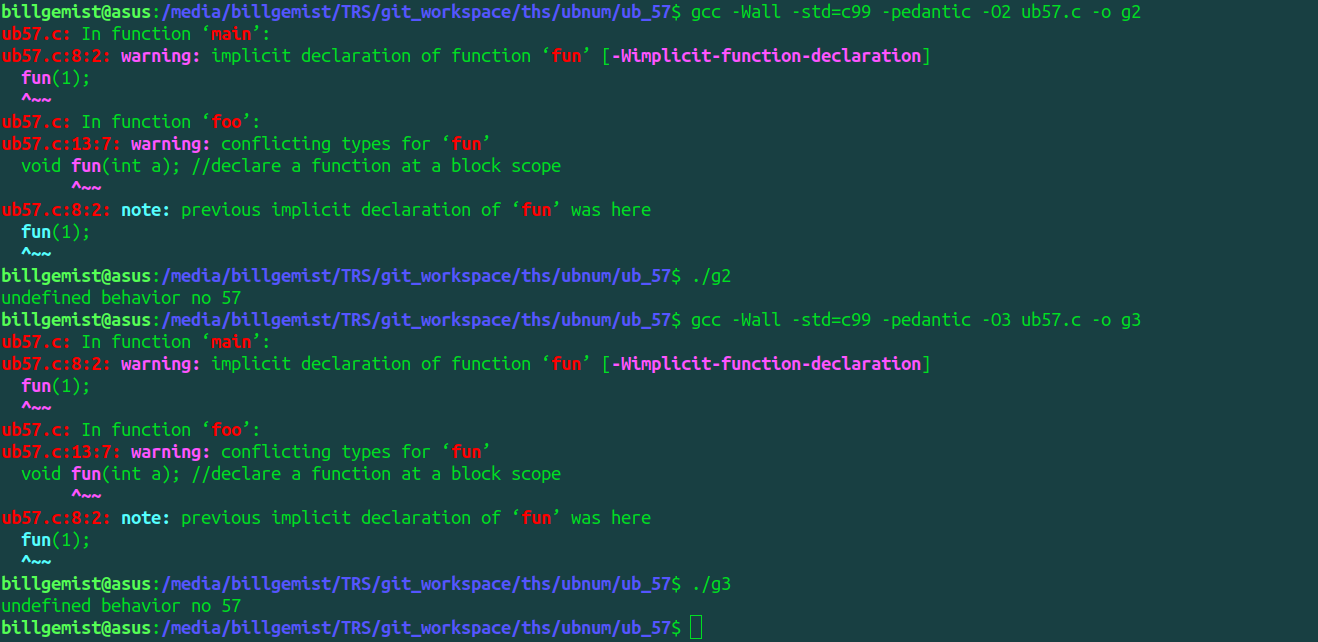 billgemist@asus:/media/billgemist/TRS/git_workspace/ths/ubnum/ub_57$ gcc -Wall -std=c99 -pedantic -O2 ub57.c -o g2
ub57.c: In function ‘main’:
ub57.c:8:2: warning: implicit declaration of function ‘fun’ [-Wimplicit-function-declaration]
  fun(1);
  ^~~
ub57.c: In function ‘foo’:
ub57.c:13:7: warning: conflicting types for ‘fun’
  void fun(int a); //declare a function at a block scope
       ^~~
ub57.c:8:2: note: previous implicit declaration of ‘fun’ was here
  fun(1);
  ^~~
billgemist@asus:/media/billgemist/TRS/git_workspace/ths/ubnum/ub_57$ ./g2
undefined behavior no 57
billgemist@asus:/media/billgemist/TRS/git_workspace/ths/ubnum/ub_57$ gcc -Wall -std=c99 -pedantic -O3 ub57.c -o g3
ub57.c: In function ‘main’:
ub57.c:8:2: warning: implicit declaration of function ‘fun’ [-Wimplicit-function-declaration]
  fun(1);
  ^~~
ub57.c: In function ‘foo’:
ub57.c:13:7: warning: conflicting types for ‘fun’
  void fun(int a); //declare a function at a block scope
       ^~~
ub57.c:8:2: note: previous implicit declaration of ‘fun’ was here
  fun(1);
  ^~~
billgemist@asus:/media/billgemist/TRS/git_workspace/ths/ubnum/ub_57$ ./g3
undefined behavior no 57
billgemist@asus:/media/billgemist/TRS/git_workspace/ths/ubnum/ub_57$